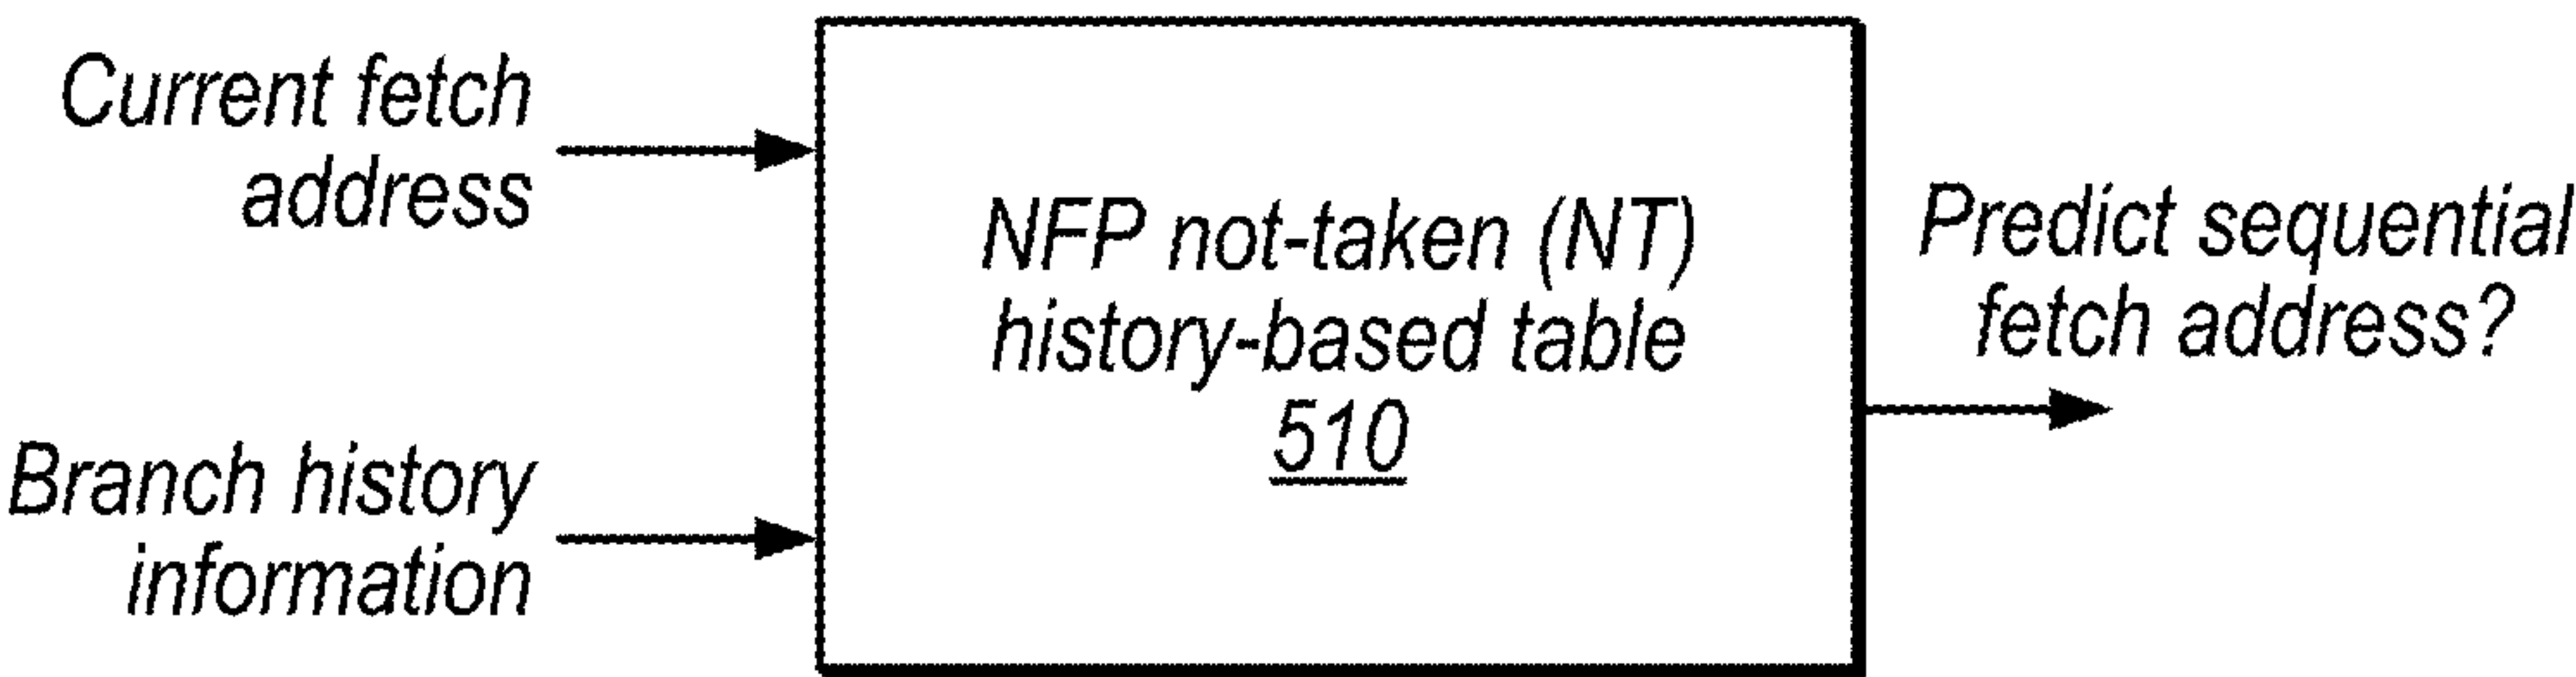 Current fetch
address
Branch history
information
NFP not-taken (NT)
history-based table
510
Predict sequential
fetch address?